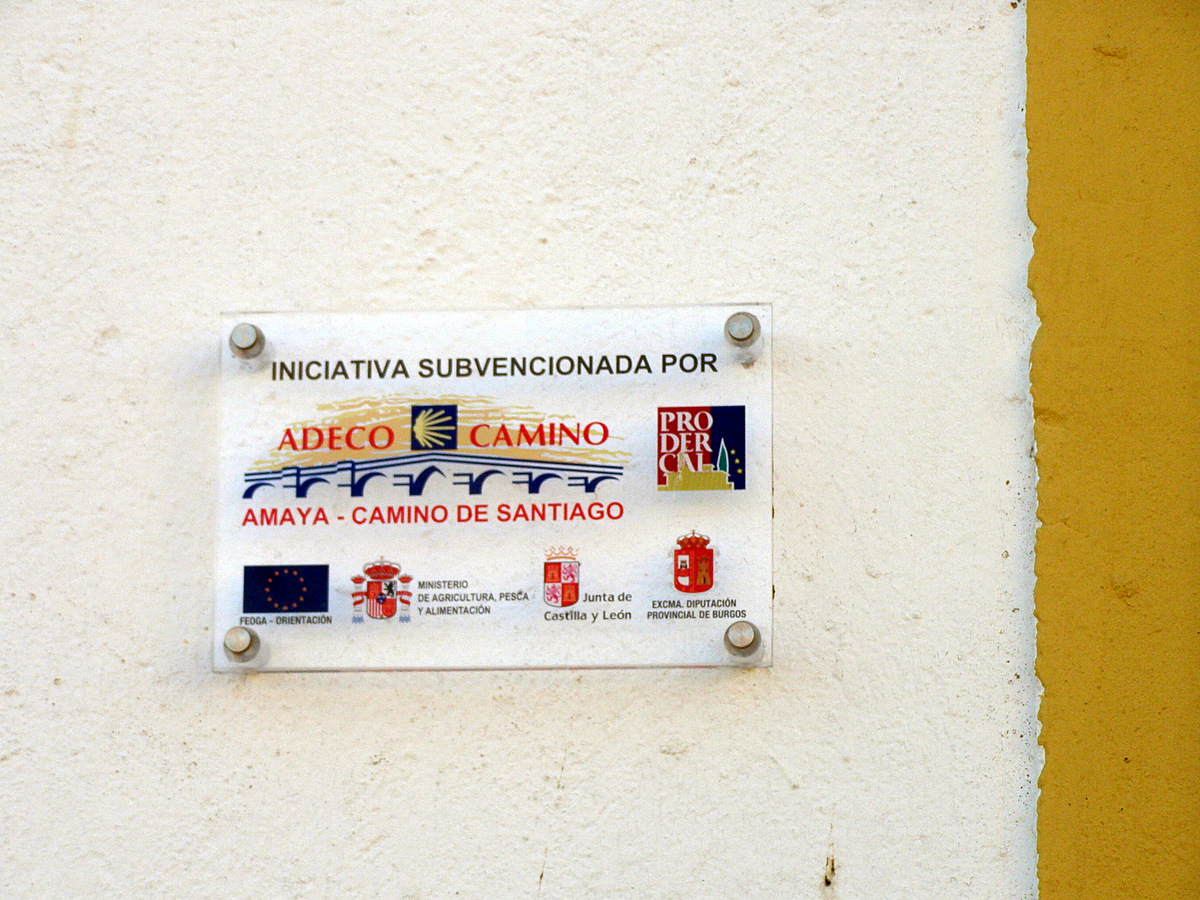 INICIATIVA SUBVENCIONADA POR
ADECO CAMINO
PRO
DER
CAL
AMAYA - CAMINO DE SANTIAGO
FEOGA - ORIENTACIÓN
MINISTERIO
DE AGRICULTURA, PESCA
Y ALIMENTACIÓN
Junta de
Castilla y León
EXCMA. DIPUTACIÓN
PROVINCIAL DE BURGOS